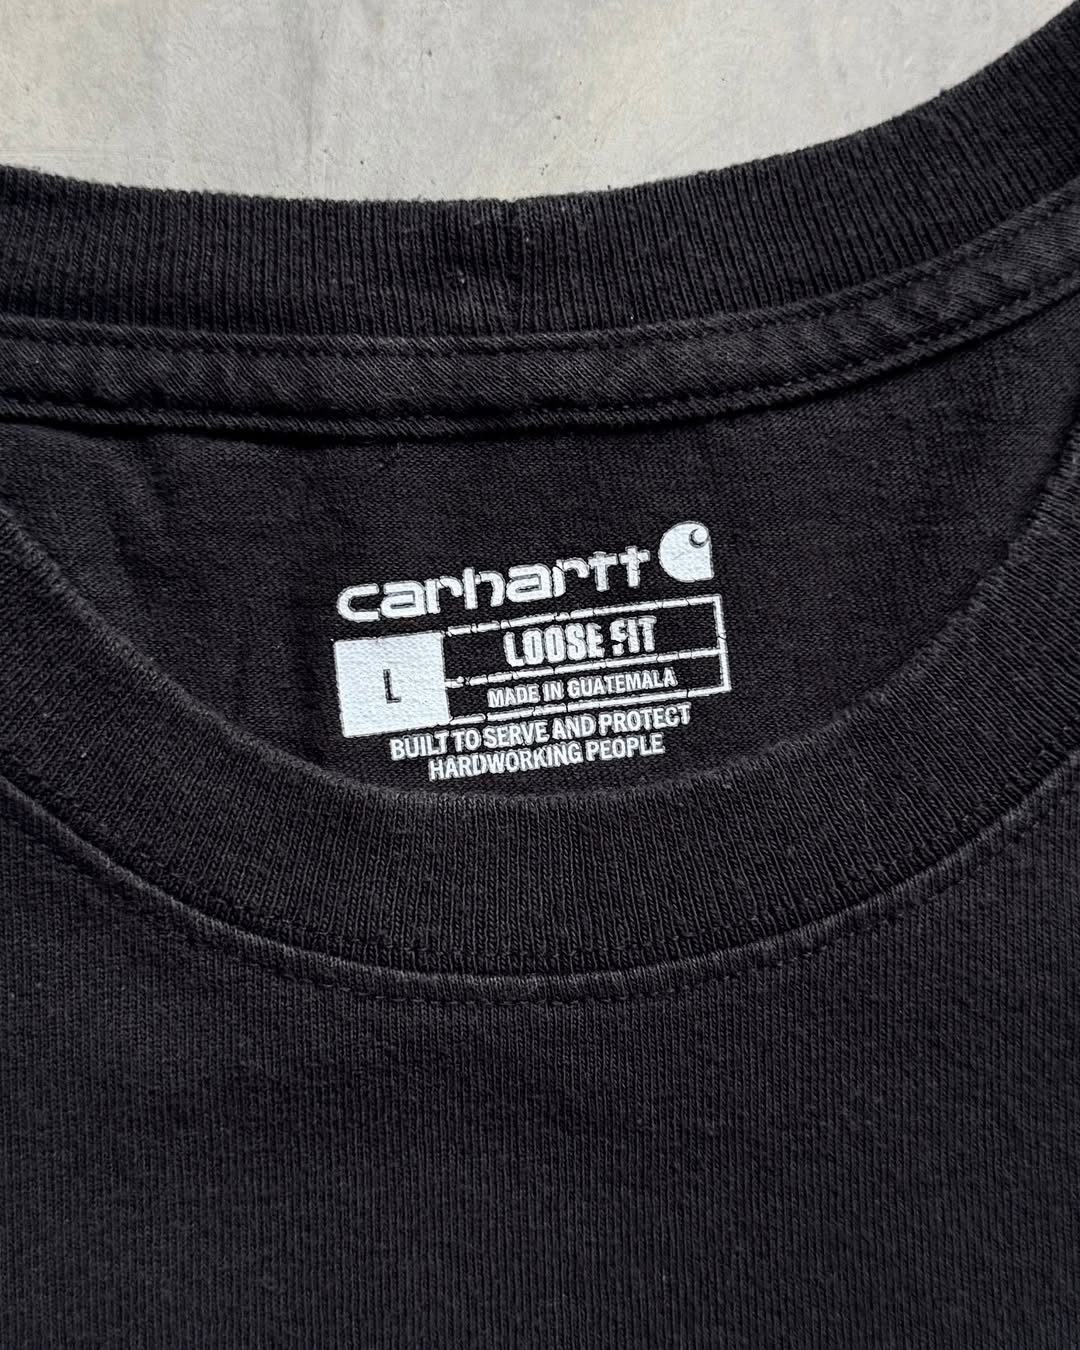 carhartt
L
LOOSE FIT
MADE IN GUATEMALA
BUILT TO SERVE AND PROTECT
HARDWORKING PEOPLE